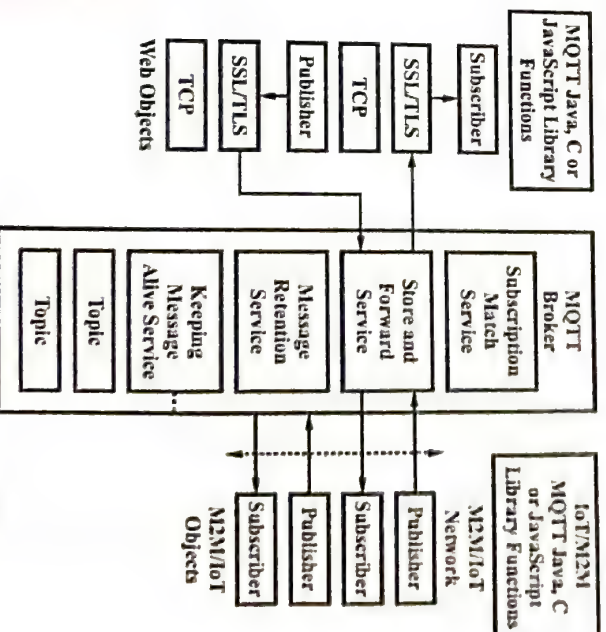 IoT/M2M
MQTT Java, C
or JavaScript
Library Functions
M2M/IoT
Network
Publisher
Subscriber
Publisher
Subscriber
M2M/IoT
Objects
MQTT
Broker
Subscription
Match
Service
Store and
Forward
Service
Message
Retention
Service
Keeping
Message
Alive Service
Topic
Topic
MQTT Java, C or
JavaScript Library
Functions
Subscriber
SSL/TLS
TCP
Publisher
SSL/TLS
TCP
Web Objects